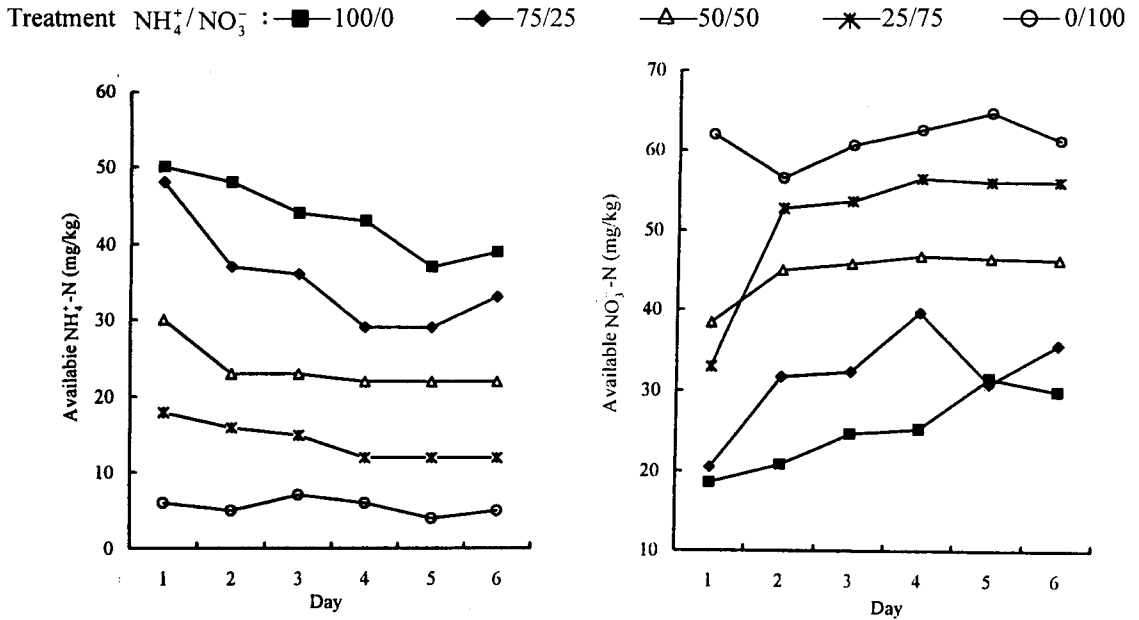 Treatment NH₄⁺/NO₃⁻ : 100/0 75/25 50/50 25/75 0/100
Availabie NH₄⁺-N (mg/kg)
60
50
40
30
20
10
0
1 2 3 4 5 6
Day
Available NO₃⁻-N (mg/kg)
70
60
50
40
30
20
10
1 2 3 4 5 6
Day